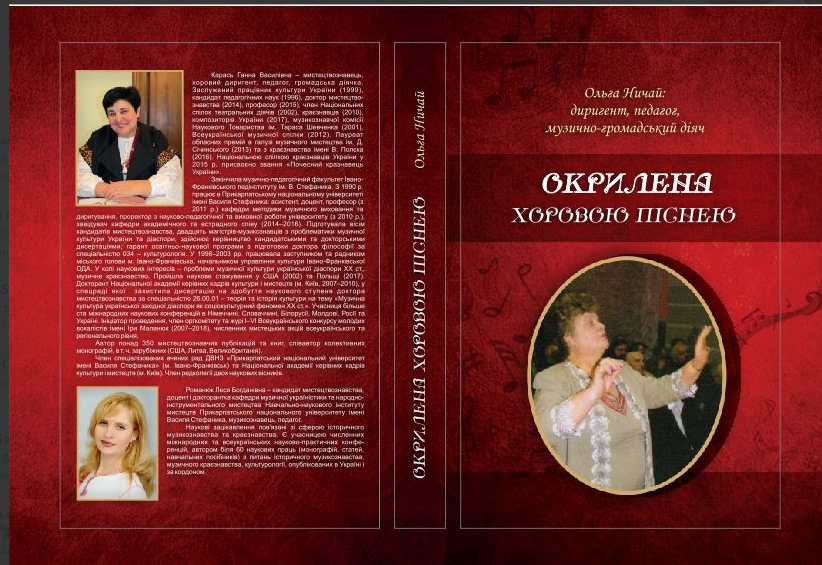 Карась Ганна Василівна – мистецтвознавець,
хоровий диригент, педагог, громадська діячка.
Заслужений працівник культури України (1999),
кандидат педагогічних наук (1996), доктор мистецтво-
знавства (2014), професор (2015), член Національних
спілок театральних діячів (2002), краєзнавців (2010),
композиторів України (2017), музикознавчої комісії
Наукового Товариства ім. Тараса Шевченка (2001),
Всеукраїнської музичної спілки (2012). Лауреат
обласних премій в галузі музичного мистецтва ім. Д.
Січинського (2013) та з краєзнавства імені В. Полєка
(2016). Національною спілкою краєзнавців України у
2015 р. присвоєно звання «Почесний краєзнавець
України».
Закінчила музично-педагогічний факультет Івано-
Франківського педінституту ім. В. Стефаника. З 1990 р.
працює в Прикарпатському національному університеті
імені Василя Стефаника: асистент, доцент, професор (з
2011 р.) кафедри методики музичного виховання та
диригування, проректор з науково-педагогічної та виховної роботи університету (з 2010 р.),
завідувач кафедри академічного та естрадного співу (2014–2016). Підготувала вісім
кандидатів мистецтвознавства, двадцять магістрів-музикознавців з проблематики музичної
культури України та діаспори, здійснює керівництво кандидатськими та докторськими
дисертаціями, гарант освітньо-наукової програми з підготовки доктора філософії за
спеціальністю 034 – культурологія. У 1998–2003 рр. працювала заступником та радником
міського голови м. Івано-Франківська, начальником управління культури Івано-Франківської
ОДА. У колі наукових інтересів – проблеми музичної культури української діаспори ХХ ст.,
музичне краєзнавство. Пройшла наукове стажування у США (2002) та Польщі (2017).
Докторант Національної академії керівних кадрів культури і мистецтв (м. Київ, 2007–2010), у
спецраді якої захистила дисертацію на здобуття наукового ступеня доктора
мистецтвознавства за спеціальністю 26.00.01 – теорія та історія культури на тему «Музична
культура української західної діаспори як соціокультурний феномен ХХ ст.». Учасниця більше
ста міжнародних наукових конференцій в Німеччині, Словаччині, Білорусії, Молдові, Росії та
Україні. Ініціатор проведення, член оргкомітету та журі І–VI Всеукраїнського конкурсу молодих
вокалістів імені Іри Маланюк (2007–2018), численних мистецьких акцій всеукраїнського та
регіонального рівня.
Автор понад 350 мистецтвознавчих публікацій та книг, співавтор колективних
монографій, в т. ч. зарубіжних (США, Литва, Великобританія).
Член спеціалізованих вчених рад ДВНЗ «Прикарпатський національний університет
імені Василя Стефаника» (м. Івано-Франківськ) та Національної академії керівних кадрів
культури і мистецтв (м. Київ). Член редколегії двох наукових вісників.
Романюк Леся Богданівна – кандидат мистецтвознавства,
доцент і докторантка кафедри музичної україністики та народно-
інструментального мистецтва Навчально-наукового інституту
мистецтв Прикарпатського національного університету імені
Василя Стефаника, музикознавець, педагог.
Наукові зацікавлення пов'язані зі сферою історичного
музикознавства та краєзнавства. Є учасницею численних
міжнародних та всеукраїнських науково-практичних конфе-
ренцій, автором біля 60 наукових праць (монографій, статей,
навчальних посібників) з питань історичного музикознавства,
музичного краєзнавства, культурології, опублікованих в Україні і
за кордоном.
ОКРИЛЕНА ХОРОВОЮ ПІСНЕЮ Ольга Ничай
Ольга Ничай:
диригент, педагог,
музично-громадський діяч
ОКРИЛЕНА
ХОРОВОЮ ПІСНЕЮ